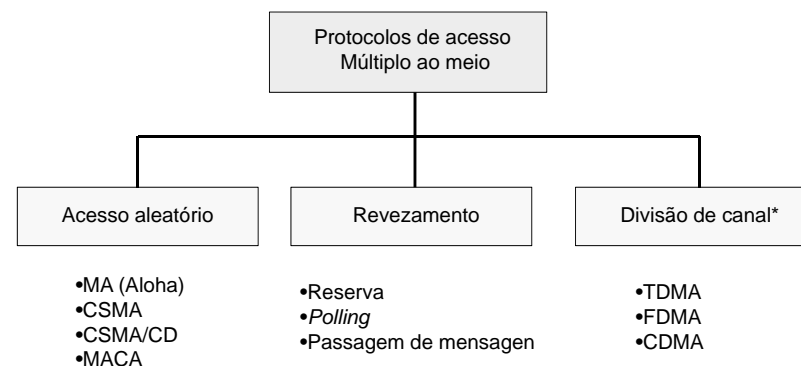 Protocolos de acesso
Múltiplo ao meio
Acesso aleatório
Revezamento
Divisão de canal*
•MA (Aloha)
•CSMA
•CSMA/CD
•MACA
•Reserva
•Polling
•Passagem de mensagen
•TDMA
•FDMA
•CDMA